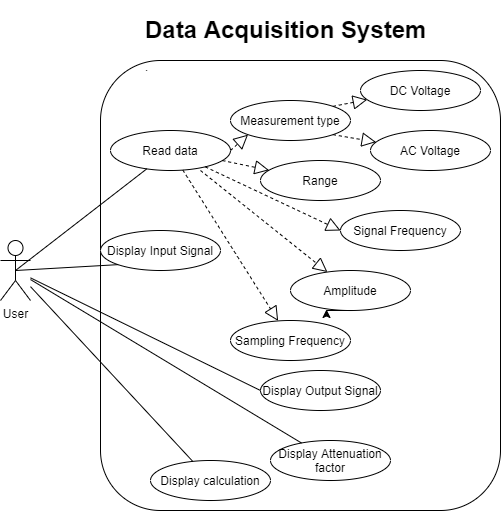 Data Acquisition System
DC Voltage
Measurement type
Read data
AC Voltage
Range
Signal Frequency
Display Input Signal
Amplitude
User
Sampling Frequency
Display Output Signal
Display Attenuation
factor
Display calculation